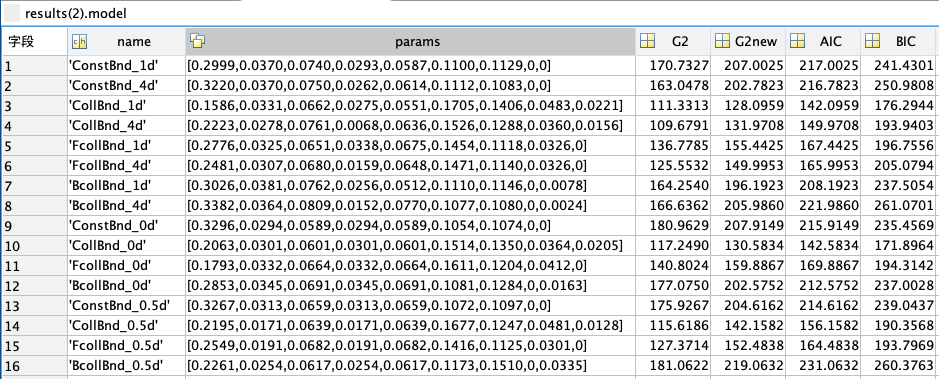 results(2).model
字段 ch name params G2 G2new AIC BIC
1 'ConstBnd_1d' [0.2999,0.0370,0.0740,0.0293,0.0587,0.1100,0.1129,0,0] 170.7327 207.0025 217.0025 241.4301
2 'ConstBnd_4d' [0.3220,0.0370,0.0750,0.0262,0.0614,0.1112,0.1083,0,0] 163.0478 202.7823 216.7823 250.9808
3 'CollBnd_1d' [0.1586,0.0331,0.0662,0.0275,0.0551,0.1705,0.1406,0.0483,0.0221] 111.3313 128.0959 142.0959 176.2944
4 'CollBnd_4d' [0.2223,0.0278,0.0761,0.0068,0.0636,0.1526,0.1288,0.0360,0.0156] 109.6791 131.9708 149.9708 193.9403
5 'FcollBnd_1d' [0.2776,0.0325,0.0651,0.0338,0.0675,0.1454,0.1118,0.0326,0] 136.7785 155.4425 167.4425 196.7556
6 'FcollBnd_4d' [0.2481,0.0307,0.0680,0.0159,0.0648,0.1471,0.1140,0.0326,0] 125.5532 149.9953 165.9953 205.0794
7 'BcollBnd_1d' [0.3026,0.0381,0.0762,0.0256,0.0512,0.1110,0.1146,0,0.0078] 164.2540 196.1923 208.1923 237.5054
8 'BcollBnd_4d' [0.3382,0.0364,0.0809,0.0152,0.0770,0.1077,0.1080,0,0.0024] 166.6362 205.9860 221.9860 261.0701
9 'ConstBnd_0d' [0.3296,0.0294,0.0589,0.0294,0.0589,0.1054,0.1074,0,0] 180.9629 207.9149 215.9149 235.4569
10 'CollBnd_0d' [0.2063,0.0301,0.0601,0.0301,0.0601,0.1514,0.1350,0.0364,0.0205] 117.2490 130.5834 142.5834 171.8964
11 'FcollBnd_0d' [0.1793,0.0332,0.0664,0.0332,0.0664,0.1611,0.1204,0.0412,0] 140.8024 159.8867 169.8867 194.3142
12 'BcollBnd_0d' [0.2853,0.0345,0.0691,0.0345,0.0691,0.1081,0.1284,0,0.0163] 177.0750 202.5752 212.5752 237.0028
13 'ConstBnd_0.5d' [0.3267,0.0313,0.0659,0.0313,0.0659,0.1072,0.1097,0,0] 175.9267 204.6162 214.6162 239.0437
14 'CollBnd_0.5d' [0.2195,0.0171,0.0639,0.0171,0.0639,0.1677,0.1247,0.0481,0.0128] 115.6186 142.1582 156.1582 190.3568
15 'FcollBnd_0.5d' [0.2549,0.0191,0.0682,0.0191,0.0682,0.1416,0.1125,0.0301,0] 127.3714 152.4838 164.4838 193.7969
16 'BcollBnd_0.5d' [0.2261,0.0254,0.0617,0.0254,0.0617,0.1173,0.1510,0,0.0335] 181.0622 219.0632 231.0632 260.3763